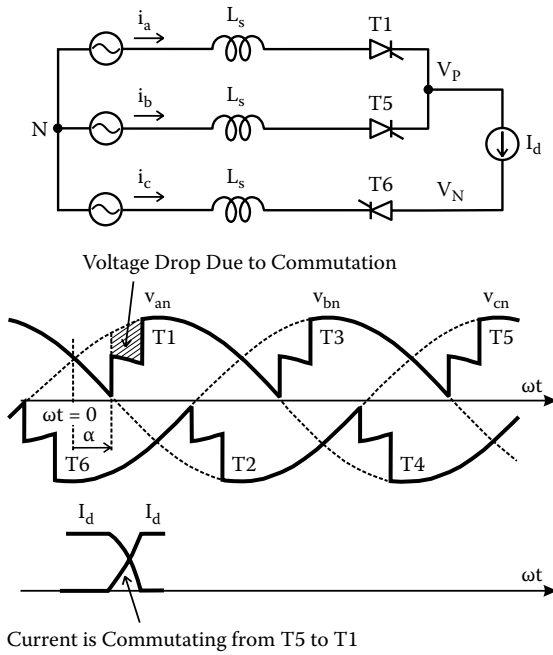 i_a L_s T1
V_P
i_b L_s T5
N
I_d
i_c L_s T6 V_N
Voltage Drop Due to Commutation
v_an v_bn v_cn
T1 T3 T5
ωt
ωt = 0
α
T6 T2 T4
I_d I_d
ωt
Current is Commutating from T5 to T1